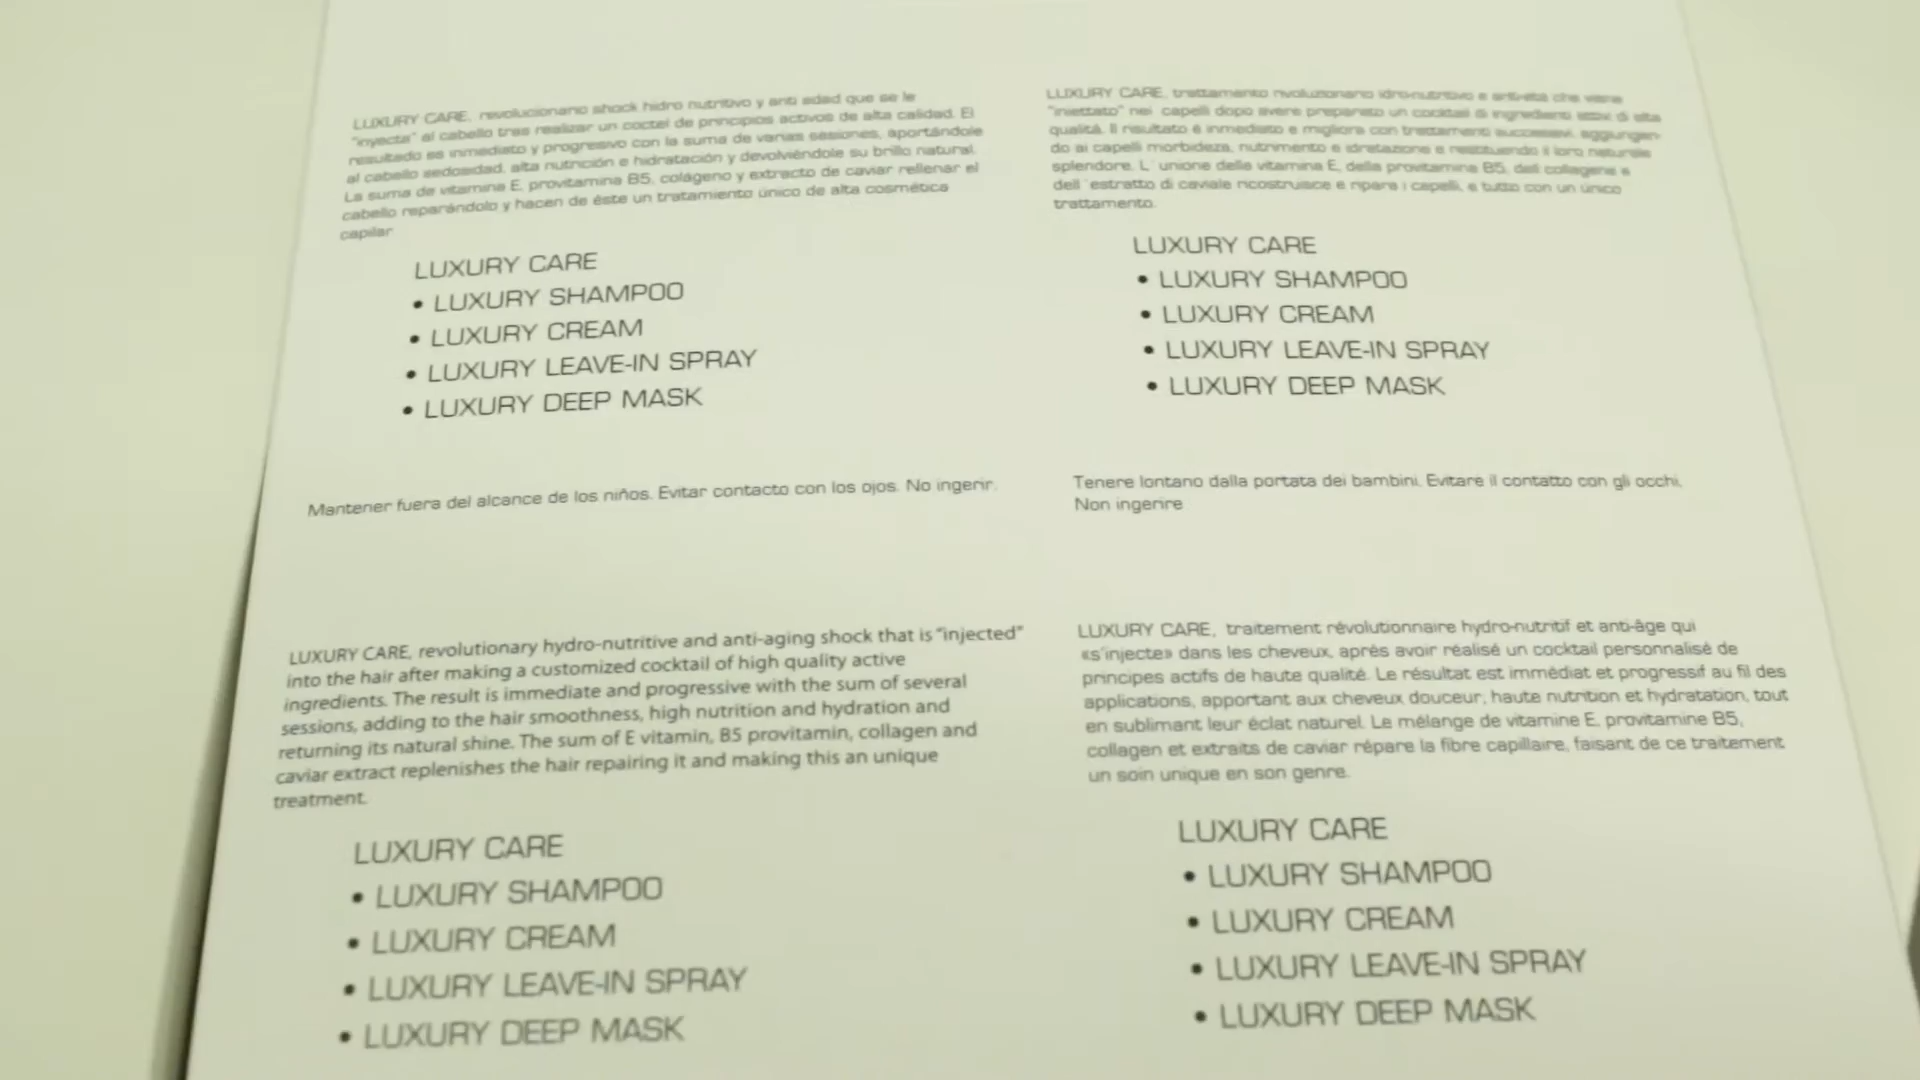 LUXURY CARE, revolucionario shock hidro nutritivo y anti edad que se le
"inyecta" al cabello tras realizar un coctel de principios activos de alta calidad. El
resultado es inmediato y progresivo con la suma de varias sesiones, aportándole
al cabello sedosidad, alta nutrición e hidratación y devolviéndole su brillo natural.
La suma de vitamina E, provitamina B5, colágeno y extracto de caviar rellenar el
cabello reparándolo y hacen de éste un tratamiento único de alta cosmética
capilar
LUXURY CARE
• LUXURY SHAMPOO
• LUXURY CREAM
• LUXURY LEAVE-IN SPRAY
• LUXURY DEEP MASK
Mantener fuera del alcance de los niños. Evitar contacto con los ojos. No ingerir.
LUXURY CARE, trattamento rivoluzionario idro-nutritivo e anti-età che viene
"iniettato" nei capelli dopo avere preparato un cocktail di ingredienti attivi di alta
qualità. Il risultato é inmediato e migliora con trattamenti successivi, aggiungen-
do ai capelli morbideza, nutrimento e idratazione e restituendo il loro naturale
splendore. L´ unione della vitamina E, della provitamina B5, del collagene e
dell ´estratto di caviale ricostruisce e ripara i capelli, e tutto con un único
trattamento.
LUXURY CARE
• LUXURY SHAMPOO
• LUXURY CREAM
• LUXURY LEAVE-IN SPRAY
• LUXURY DEEP MASK
Tenere lontano dalla portata dei bambini. Evitare il contatto con gli occhi.
Non ingerire
LUXURY CARE, revolutionary hydro-nutritive and anti-aging shock that is "injected"
into the hair after making a customized cocktail of high quality active
ingredients. The result is immediate and progressive with the sum of several
sessions, adding to the hair smoothness, high nutrition and hydration and
returning its natural shine. The sum of E vitamin, B5 provitamin, collagen and
caviar extract replenishes the hair repairing it and making this an unique
treatment.
LUXURY CARE
• LUXURY SHAMPOO
• LUXURY CREAM
• LUXURY LEAVE-IN SPRAY
• LUXURY DEEP MASK
LUXURY CARE, traitement révolutionnaire hydro-nutritif et anti-âge qui
«s'injecte» dans les cheveux, aprés avoir réalisé un cocktail personnalisé de
principes actifs de haute qualité. Le résultat est immédiat et progressif au fil des
applications, apportant aux cheveux douceur, haute nutrition et hydratation, tout
en sublimant leur éclat naturel. Le mélange de vitamine E, provitamine B5,
collagen et extraits de caviar répare la fibre capillaire, faisant de ce traitement
un soin unique en son genre.
LUXURY CARE
• LUXURY SHAMPOO
• LUXURY CREAM
• LUXURY LEAVE-IN SPRAY
• LUXURY DEEP MASK